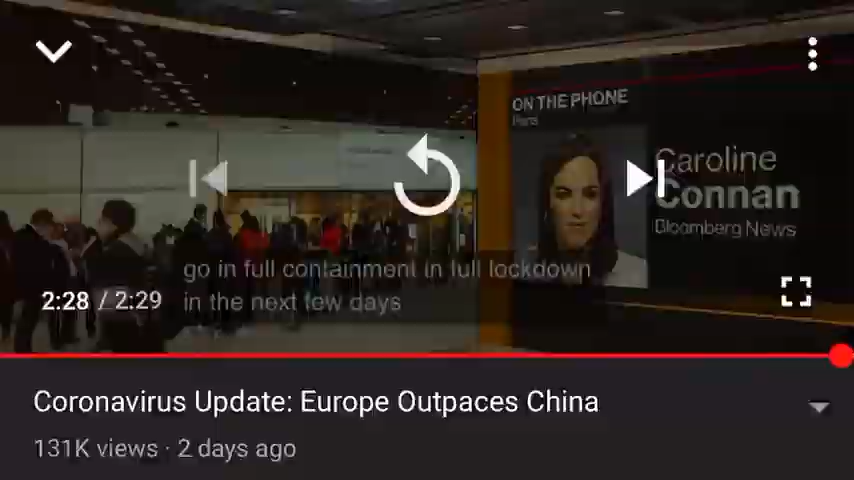 ON THE PHONE
Paris
Caroline
Connan
Bloomberg News
go in full containment in full lockdown
in the next few days
2:28 / 2:29
Coronavirus Update: Europe Outpaces China
131K views · 2 days ago